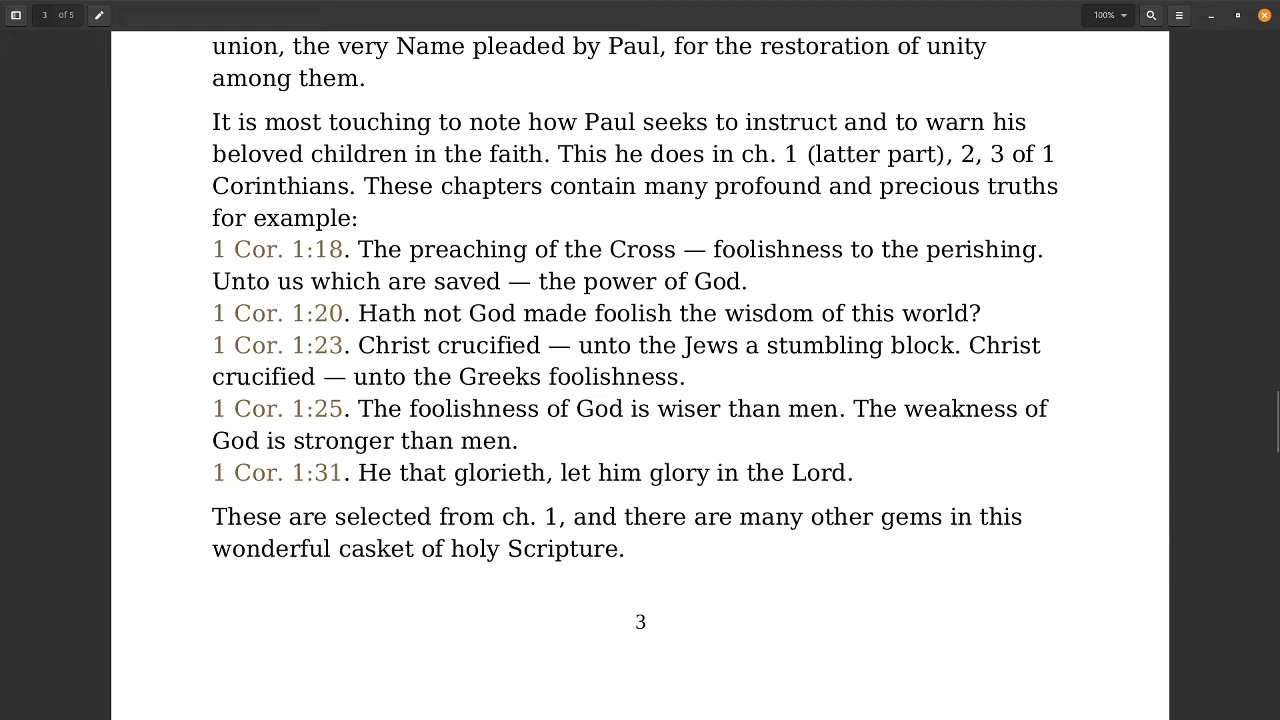 3 of 5
100%
union, the very Name pleaded by Paul, for the restoration of unity
among them.
It is most touching to note how Paul seeks to instruct and to warn his
beloved children in the faith. This he does in ch. 1 (latter part), 2, 3 of 1
Corinthians. These chapters contain many profound and precious truths
for example:
1 Cor. 1:18. The preaching of the Cross — foolishness to the perishing.
Unto us which are saved — the power of God.
1 Cor. 1:20. Hath not God made foolish the wisdom of this world?
1 Cor. 1:23. Christ crucified — unto the Jews a stumbling block. Christ
crucified — unto the Greeks foolishness.
1 Cor. 1:25. The foolishness of God is wiser than men. The weakness of
God is stronger than men.
1 Cor. 1:31. He that glorieth, let him glory in the Lord.
These are selected from ch. 1, and there are many other gems in this
wonderful casket of holy Scripture.
3